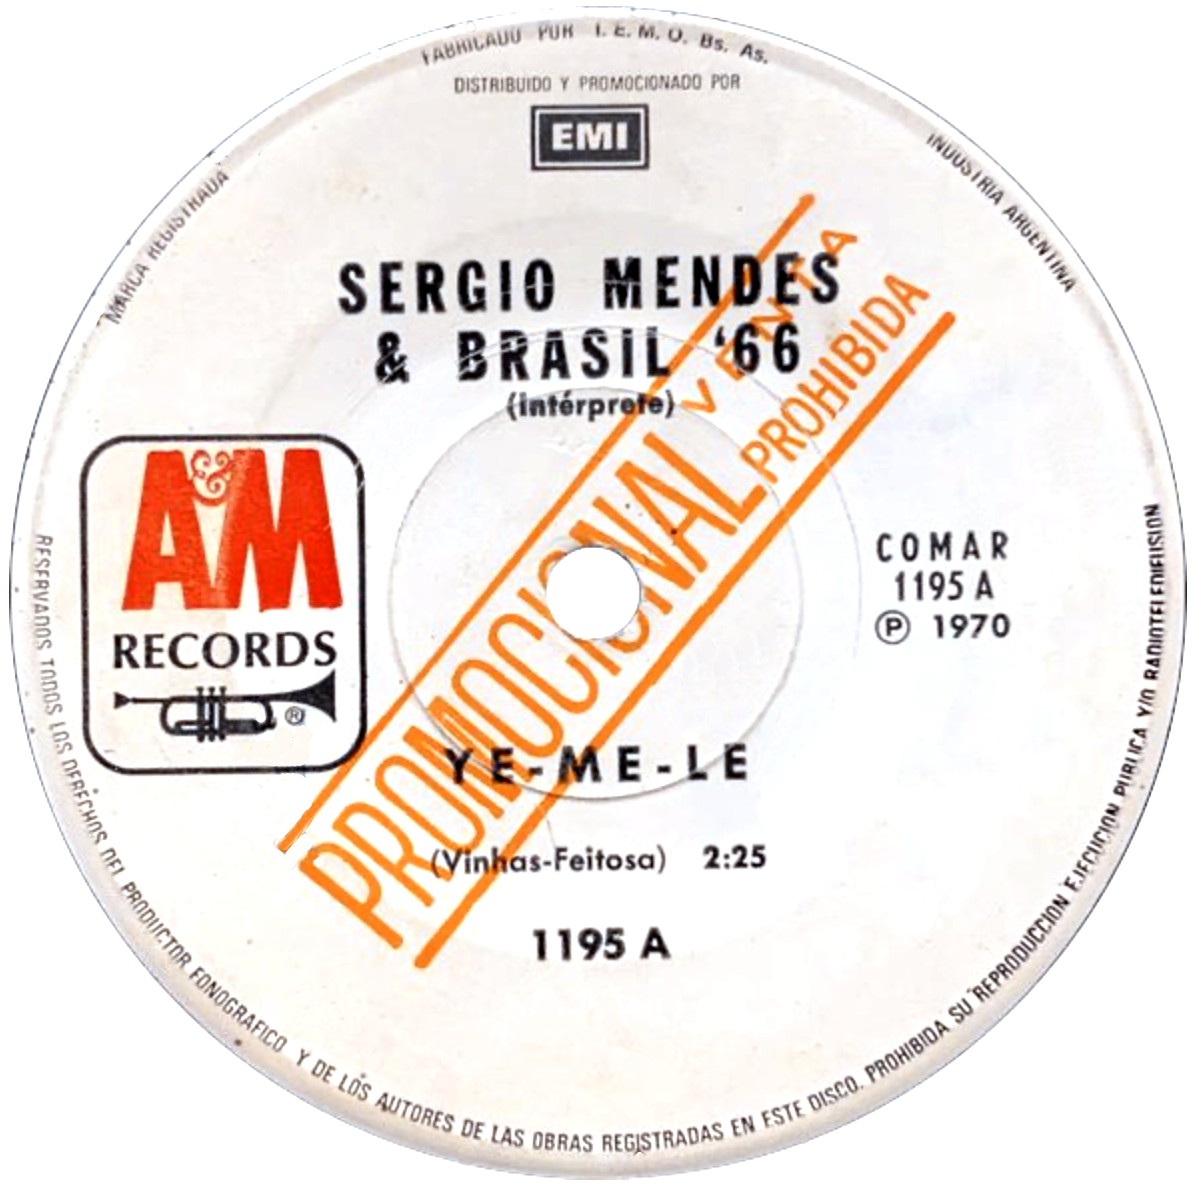 FABRICADO POR I. E. M. O. Bs. As.
DISTRIBUIDO Y PROMOCIONADO POR
EMI
MARCA REGISTRADA
INDUSTRIA ARGENTINA
SERGIO MENDES
& BRASIL '66
(intérprete)
VENTA
PROHIBIDA
PROMOCIONAL
A&M
RECORDS
®
COMAR
1195 A
Ⓟ 1970
YE-ME-LE
(Vinhas-Feitosa) 2:25
1195 A
RESERVADOS TODOS LOS DERECHOS DEL PRODUCTOR FONOGRAFICO Y DE LOS AUTORES DE LAS OBRAS REGISTRADAS EN ESTE DISCO. PROHIBIDA SU REPRODUCCION EJECUCION PUBLICA Y/O RADIOTELEDIFUSION